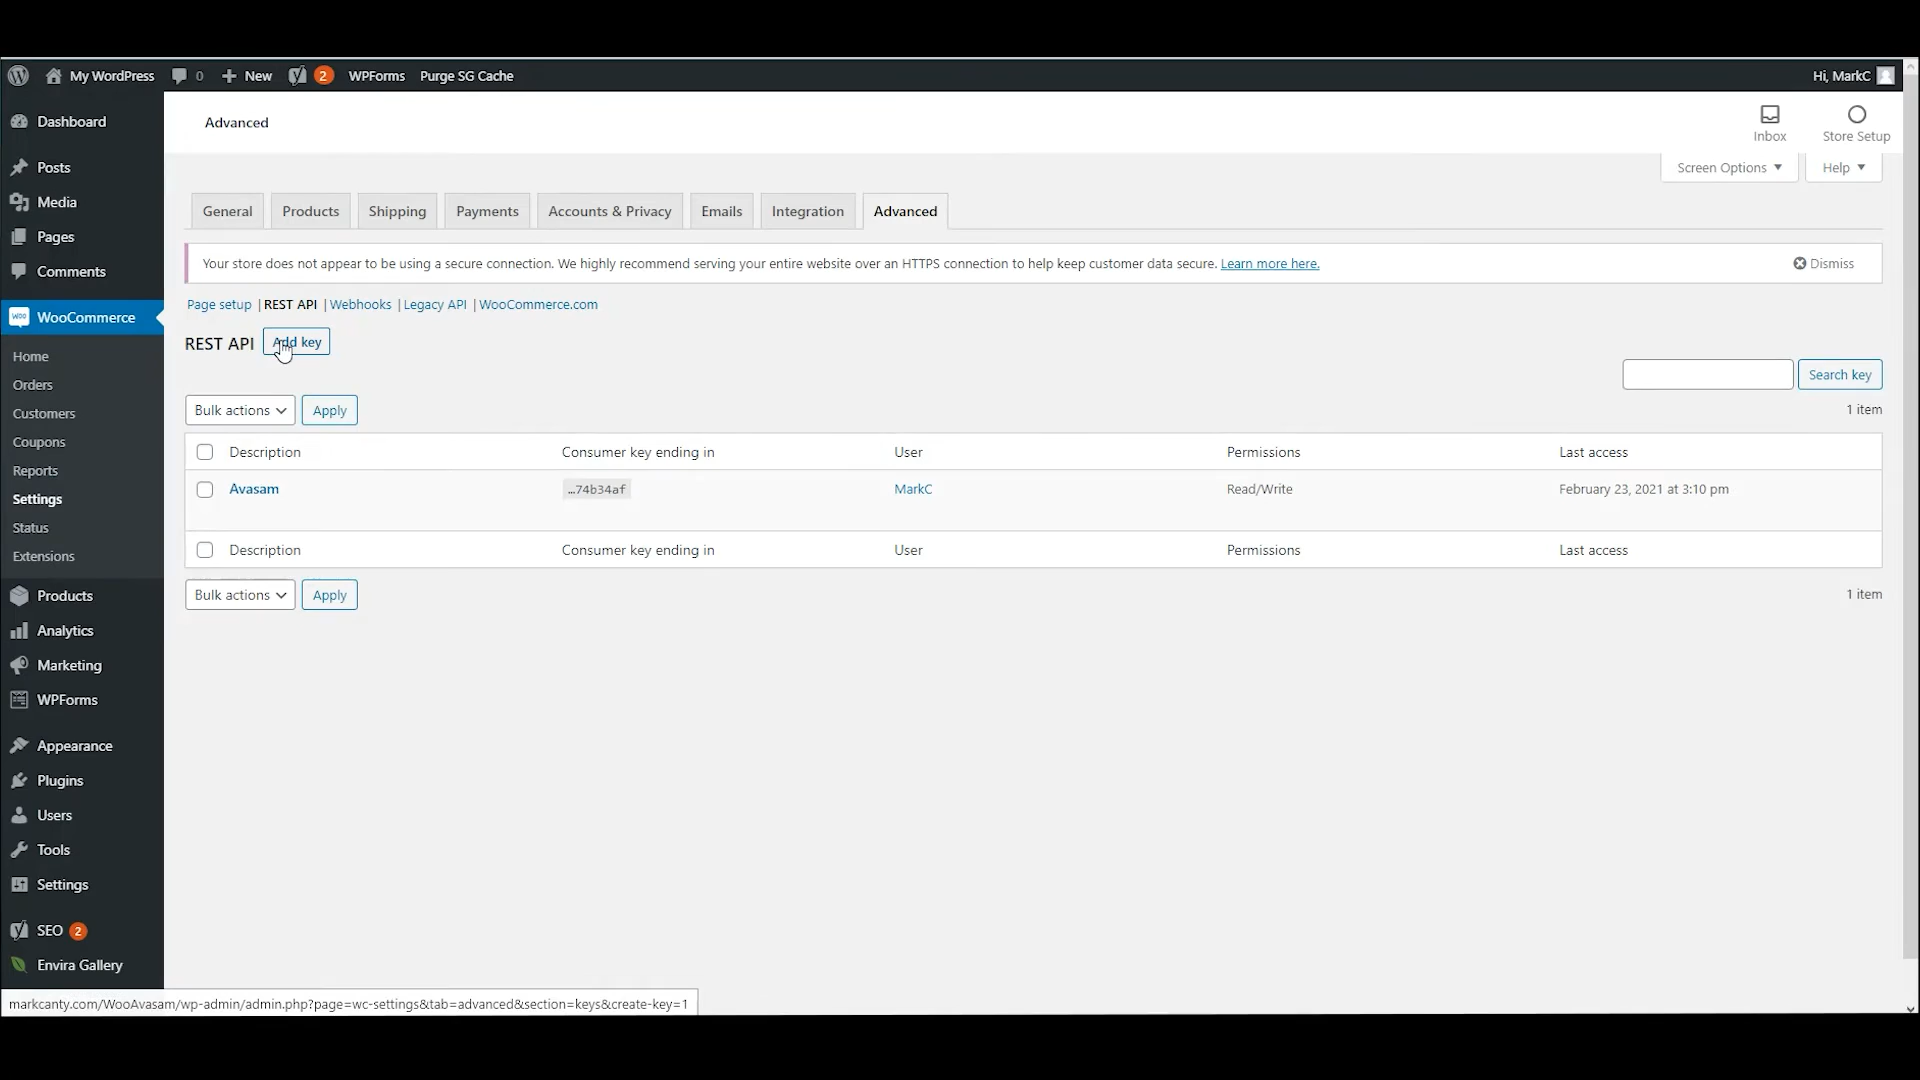 My WordPress 0 New 2 WPForms Purge SG Cache Hi, MarkC
Dashboard
Posts
Media
Pages
Comments
WooCommerce
Home
Orders
Customers
Coupons
Reports
Settings
Status
Extensions
Products
Analytics
Marketing
WPForms
Appearance
Plugins
Users
Tools
Settings
SEO 2
Envira Gallery
Advanced
Inbox Store Setup
Screen Options Help
General Products Shipping Payments Accounts & Privacy Emails Integration Advanced
Your store does not appear to be using a secure connection. We highly recommend serving your entire website over an HTTPS connection to help keep customer data secure. Learn more here. Dismiss
Page setup | REST API | Webhooks | Legacy API | WooCommerce.com
REST API Add key
Search key
Bulk actions Apply 1 item
Description Consumer key ending in User Permissions Last access
Avasam …74b34af MarkC Read/Write February 23, 2021 at 3:10 pm
Description Consumer key ending in User Permissions Last access
Bulk actions Apply 1 item
markcanty.com/WooAvasam/wp-admin/admin.php?page=wc-settings&tab=advanced&section=keys&create-key=1